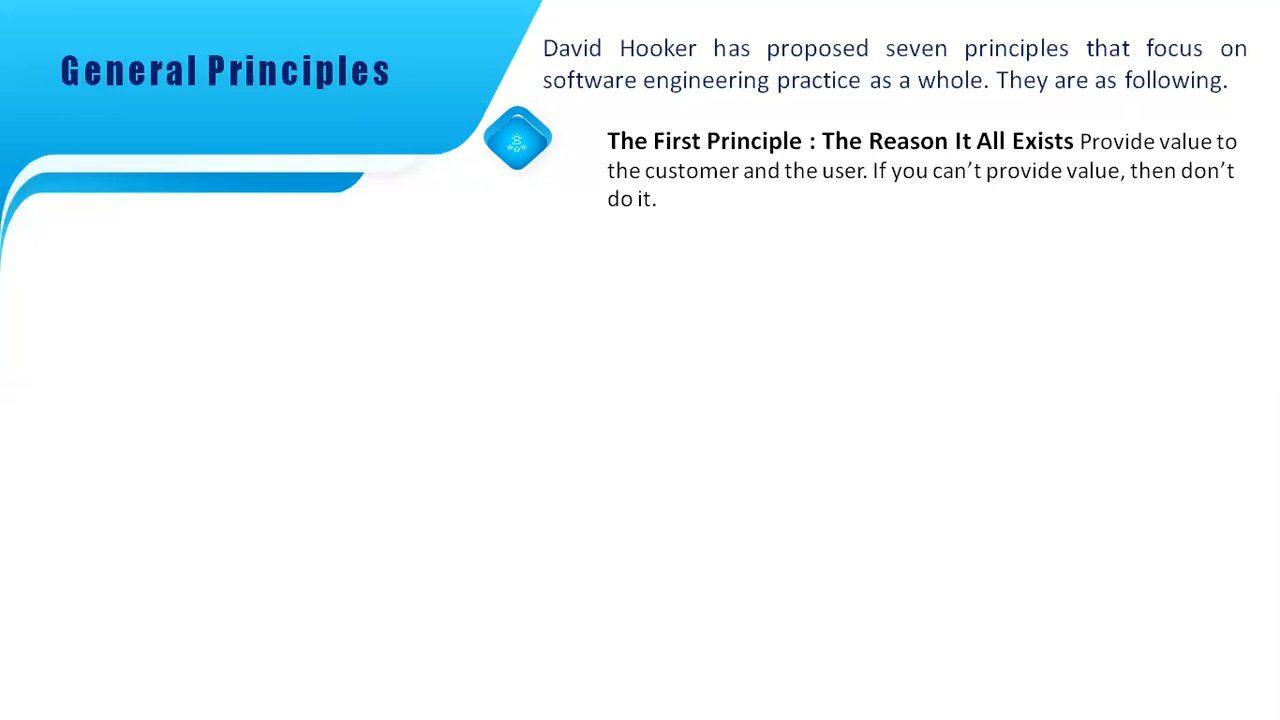 General Principles
David Hooker has proposed seven principles that focus on
software engineering practice as a whole. They are as following.
The First Principle : The Reason It All Exists Provide value to
the customer and the user. If you can’t provide value, then don’t
do it.